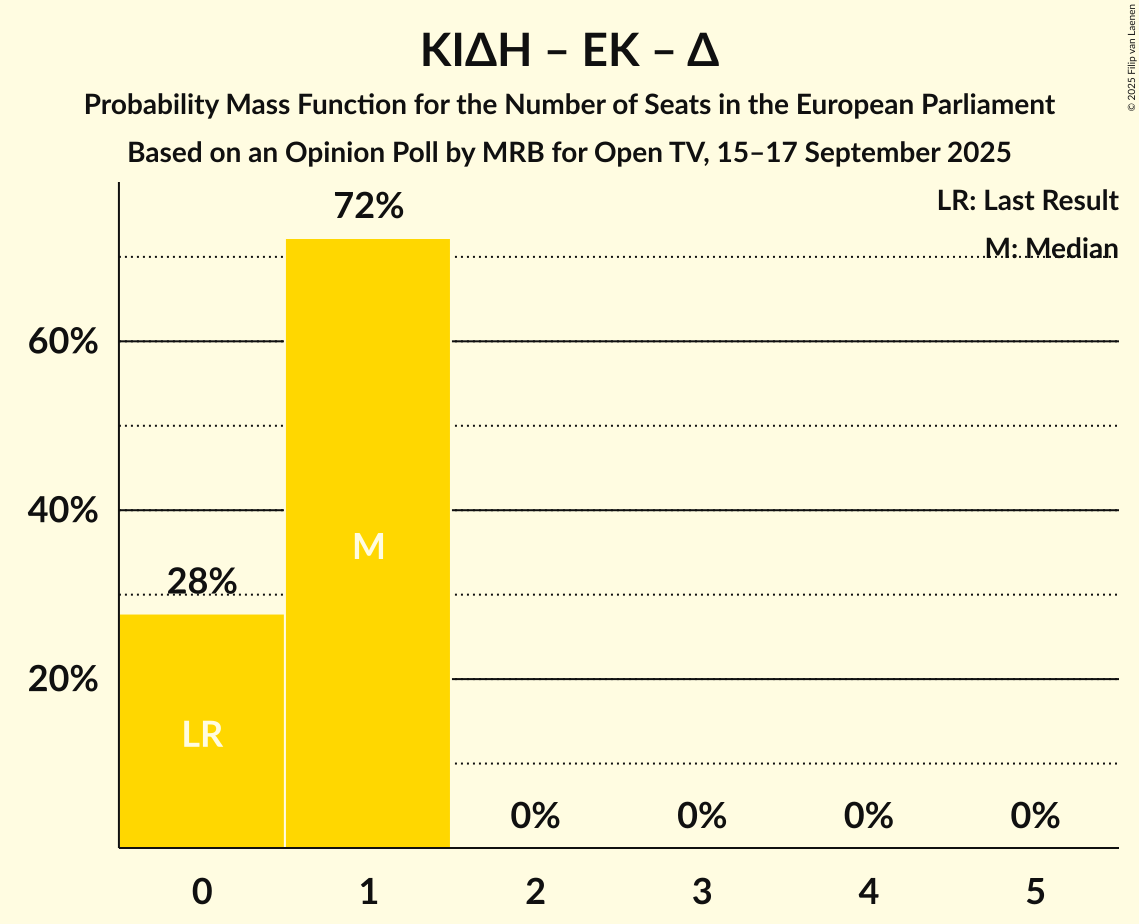 ΚΙΔΗ – ΕΚ – Δ
Probability Mass Function for the Number of Seats in the European Parliament
Based on an Opinion Poll by MRB for Open TV, 15–17 September 2025
© 2025 Filip van Laenen
LR: Last Result
M: Median
72%
60%
40%
M
28%
20%
LR
0%
0%
0%
0%
0
1
2
3
4
5